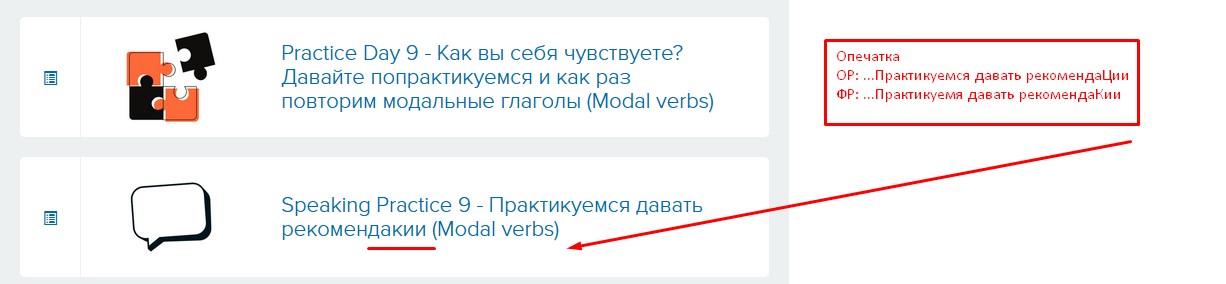 Practice Day 9 - Как вы себя чувствуете?
Давайте попрактикуемся и как раз
повторим модальные глаголы (Modal verbs)
Speaking Practice 9 - Практикуемся давать
рекомендакии (Modal verbs)
Опечатка
ОР: ...Практикуемся давать рекомендаЦии
ФР: ...Практикуемя давать рекомендаКии